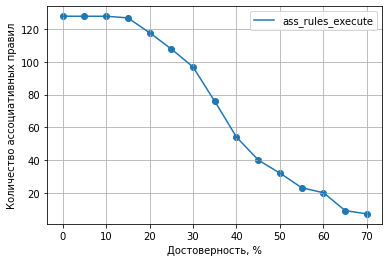 ass_rules_execute
Количество ассоциативных правил
120
100
80
60
40
20
0 10 20 30 40 50 60 70
Достоверность, %